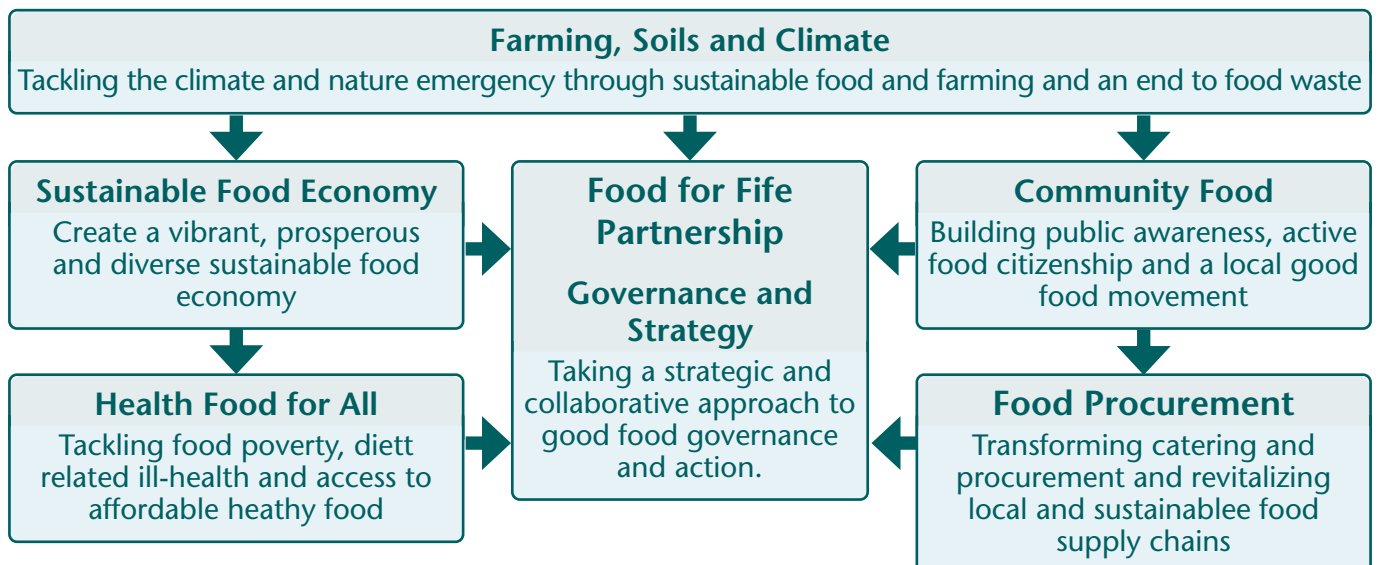 Farming, Soils and Climate
Tackling the climate and nature emergency through sustainable food and farming and an end to food waste
Sustainable Food Economy
Create a vibrant, prosperous
and diverse sustainable food
economy
Food for Fife
Partnership
Governance and
Strategy
Taking a strategic and
collaborative approach to
good food governance
and action.
Community Food
Building public awareness, active
food citizenship and a local good
food movement
Health Food for All
Tackling food poverty, diett
related ill-health and access to
affordable heathy food
Food Procurement
Transforming catering and
procurement and revitalizing
local and sustainablee food
supply chains